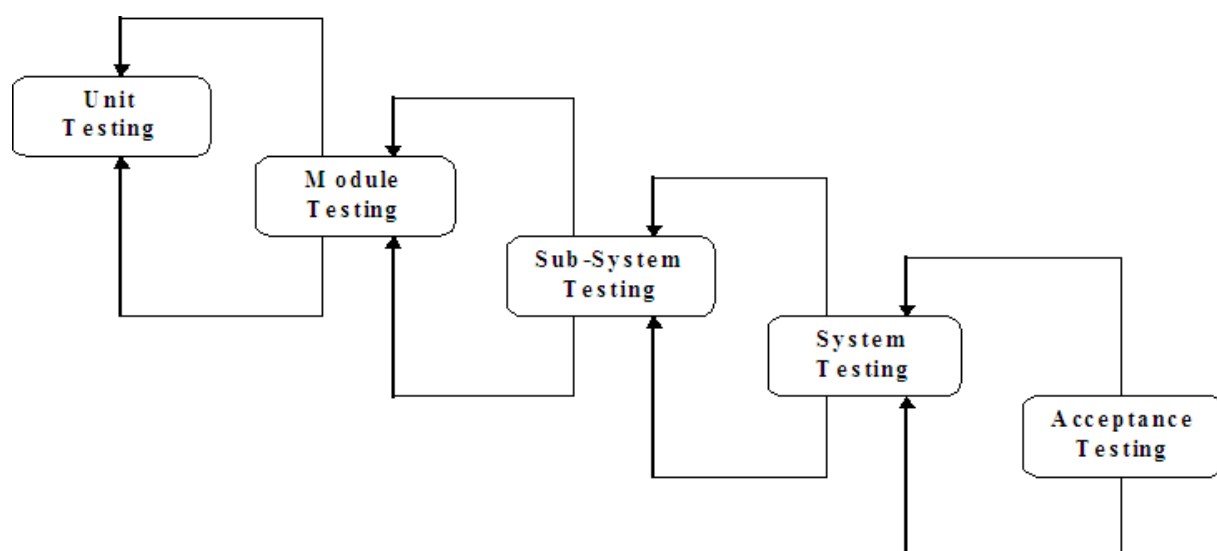 Unit
Testing
Module
Testing
Sub-System
Testing
System
Testing
Acceptance
Testing